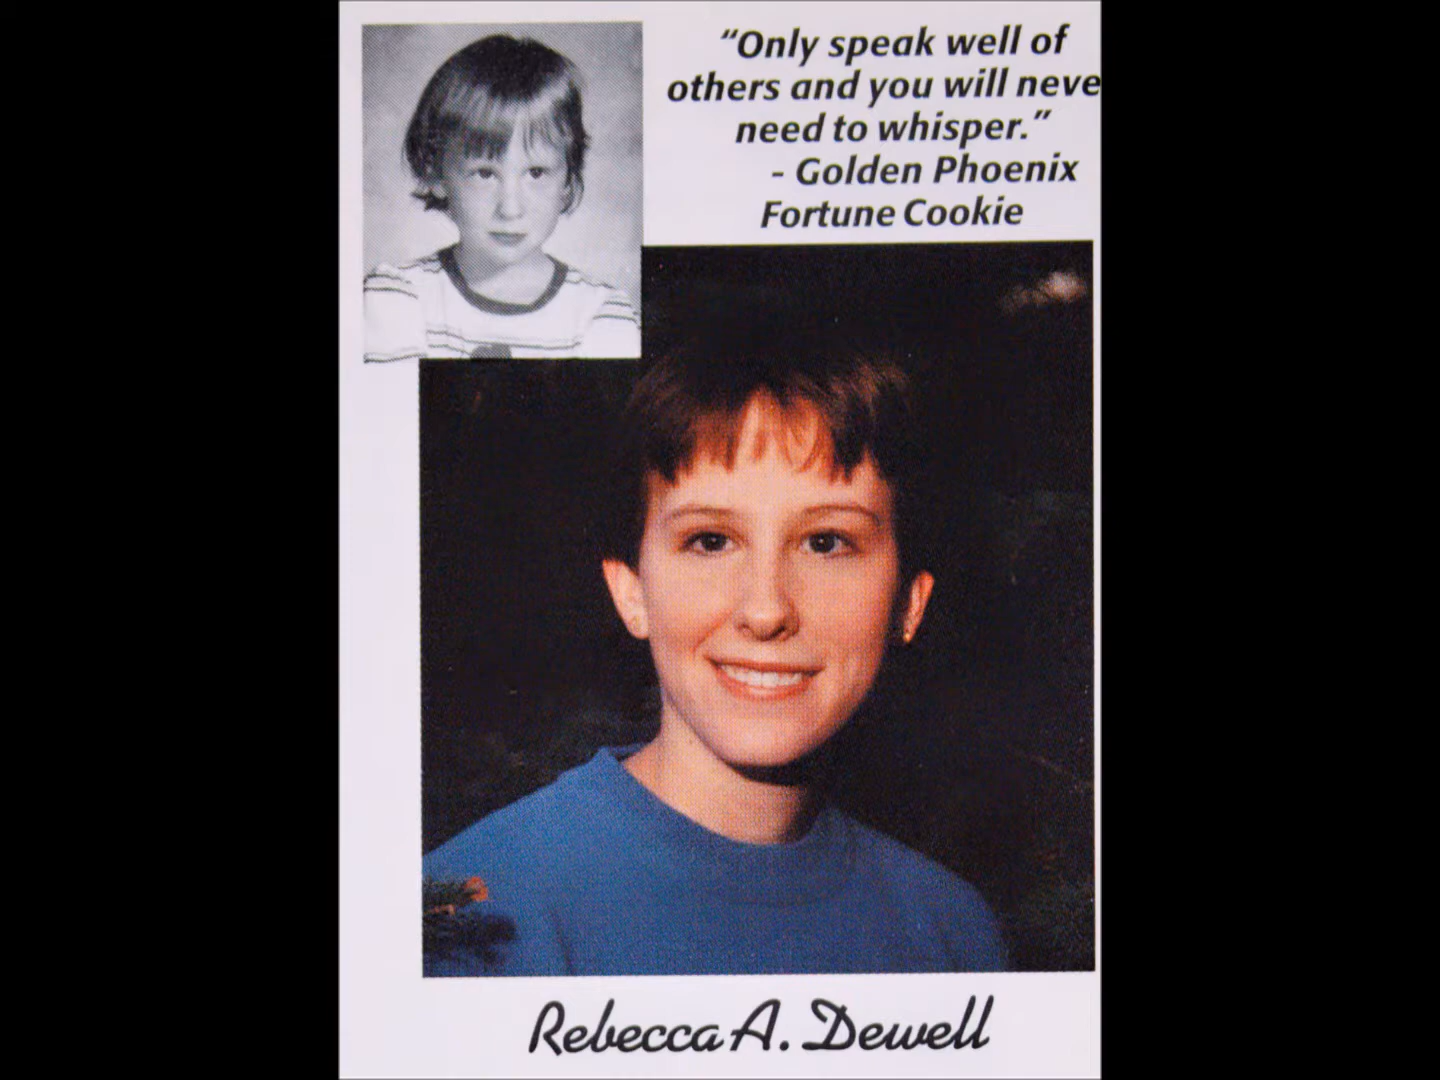 “Only speak well of
others and you will neve
need to whisper.”
- Golden Phoenix
Fortune Cookie
Rebecca A. Dewell